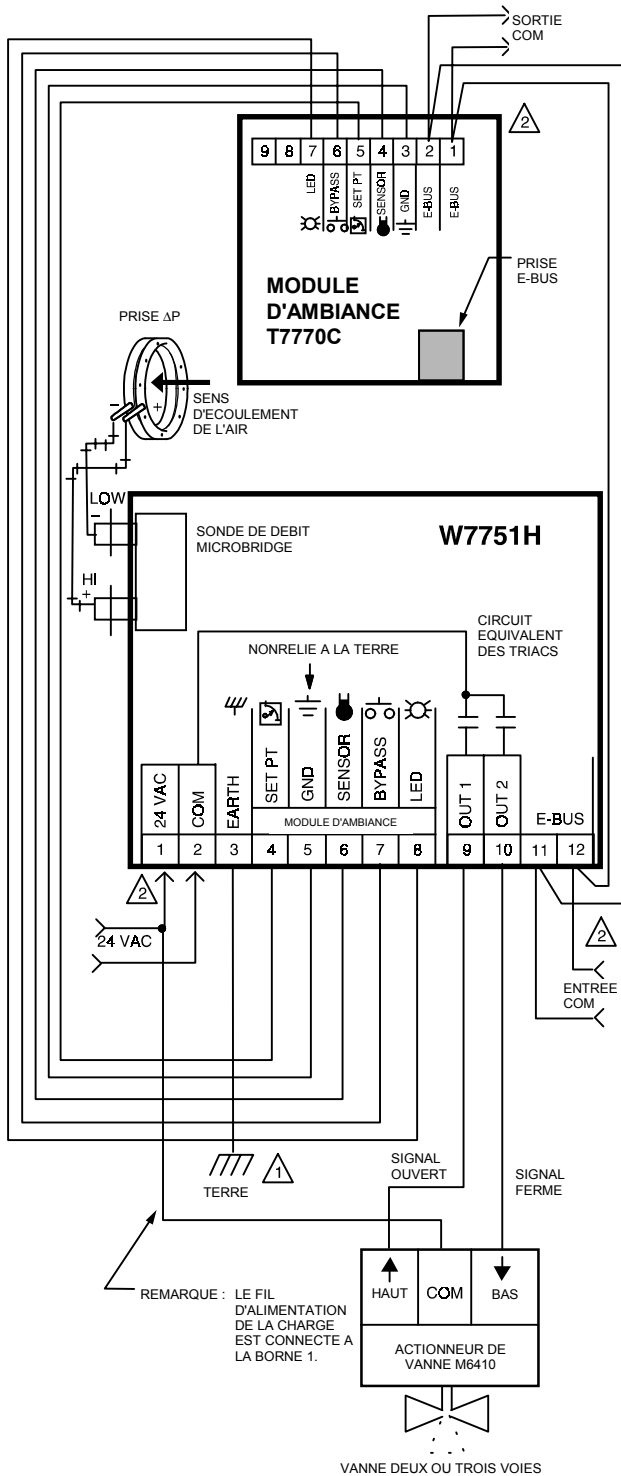 SORTIE
COM
2
9 8 7 6 5 4 3 2 1
LED
BYPASS
SET PT
SENSOR
GND
E-BUS
E-BUS
MODULE
D'AMBIANCE
T7770C
PRISE
E-BUS
PRISE ΔP
SENS
D'ECOULEMENT
DE L'AIR
-
+
LOW
-
HI
+
SONDE DE DEBIT
MICROBRIDGE
W7751H
CIRCUIT
EQUIVALENT
DES TRIACS
NONRELIE A LA TERRE
24 VAC
COM
EARTH
SET PT
GND
SENSOR
BYPASS
LED
OUT 1
OUT 2
E-BUS
MODULE D'AMBIANCE
1 2 3 4 5 6 7 8 9 10 11 12
2
24 VAC
2
ENTREE
COM
TERRE
1
SIGNAL
OUVERT
SIGNAL
FERME
REMARQUE : LE FIL
D'ALIMENTATION
DE LA CHARGE
EST CONNECTE A
LA BORNE 1.
HAUT
COM
BAS
ACTIONNEUR DE
VANNE M6410
VANNE DEUX OU TROIS VOIES